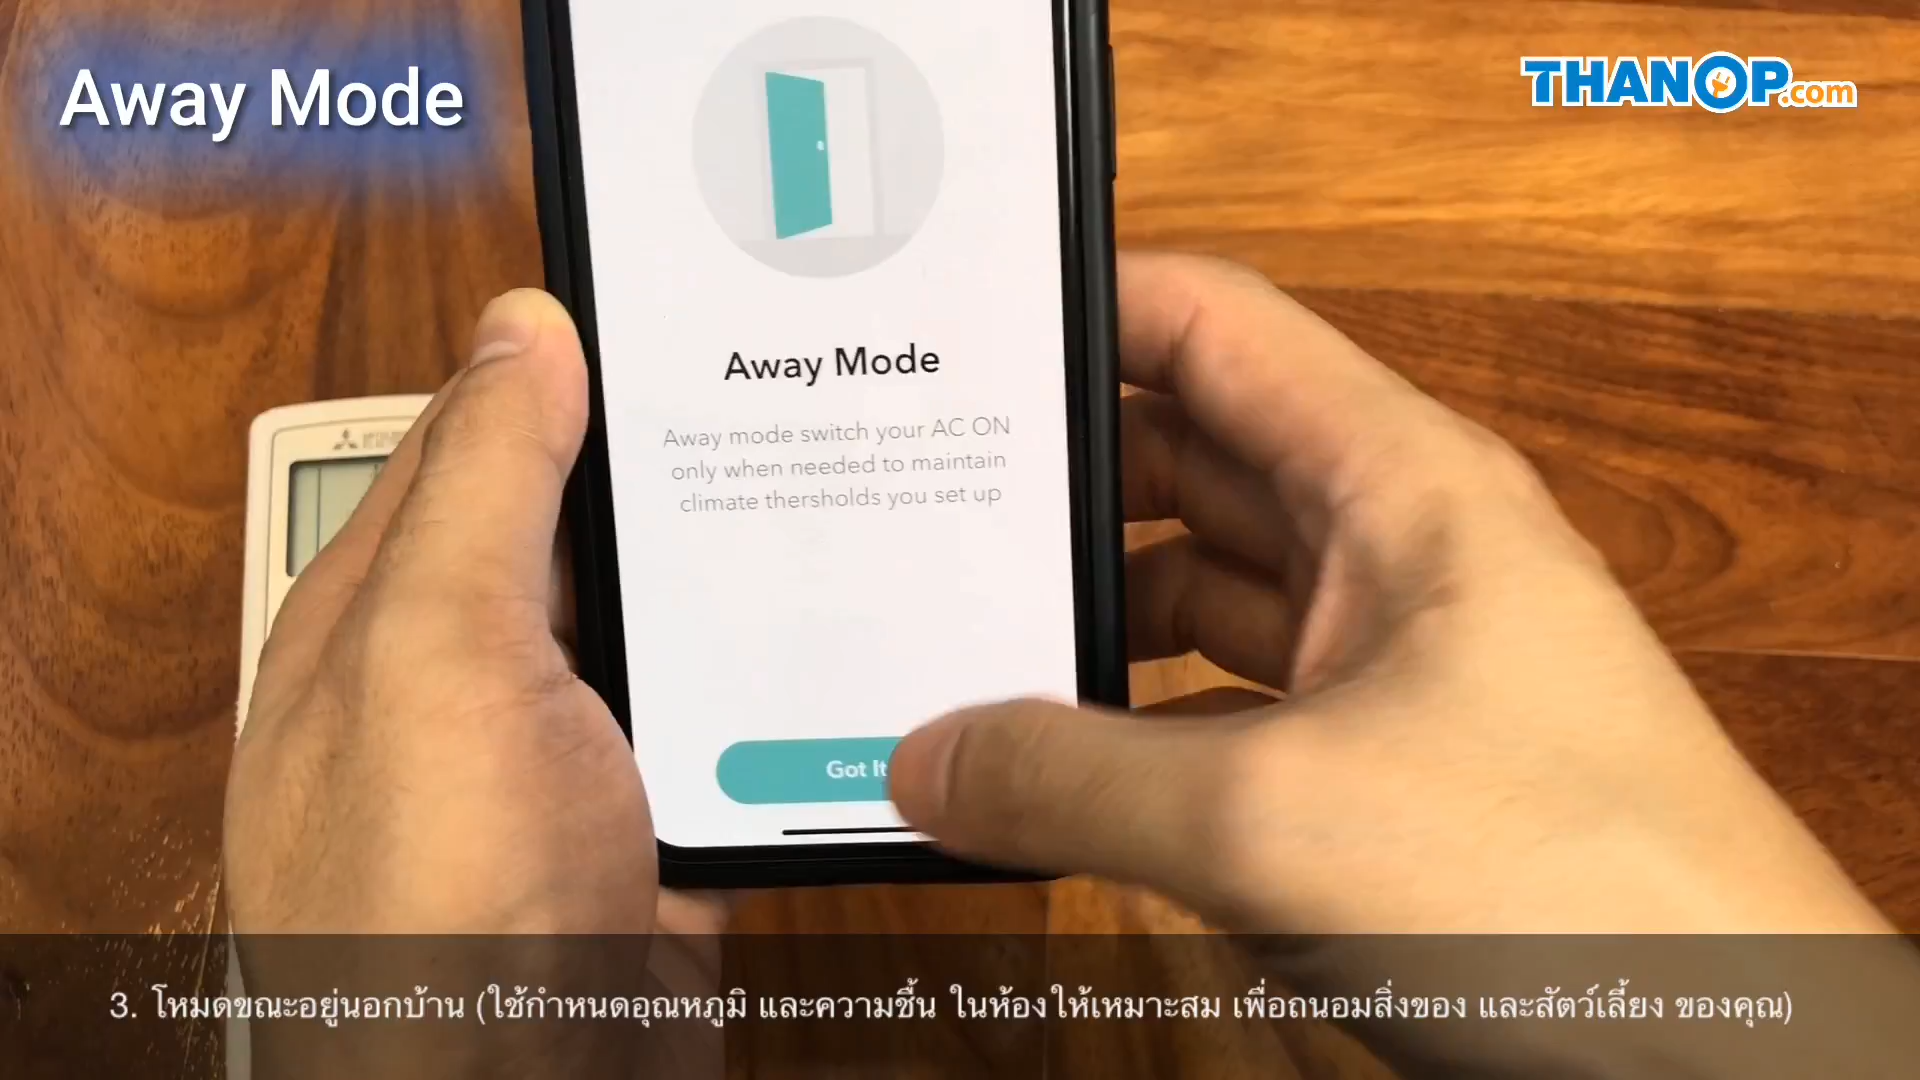 Away Mode
THANOP.com
Away Mode
Away mode switch your AC ON
only when needed to maintain
climate thersholds you set up
Got It
3. โหมดขณะอยู่นอกบ้าน (ใช้กำหนดอุณหภูมิ และความชื้น ในห้องให้เหมาะสม เพื่อถนอมสิ่งของ และสัตว์เลี้ยง ของคุณ)